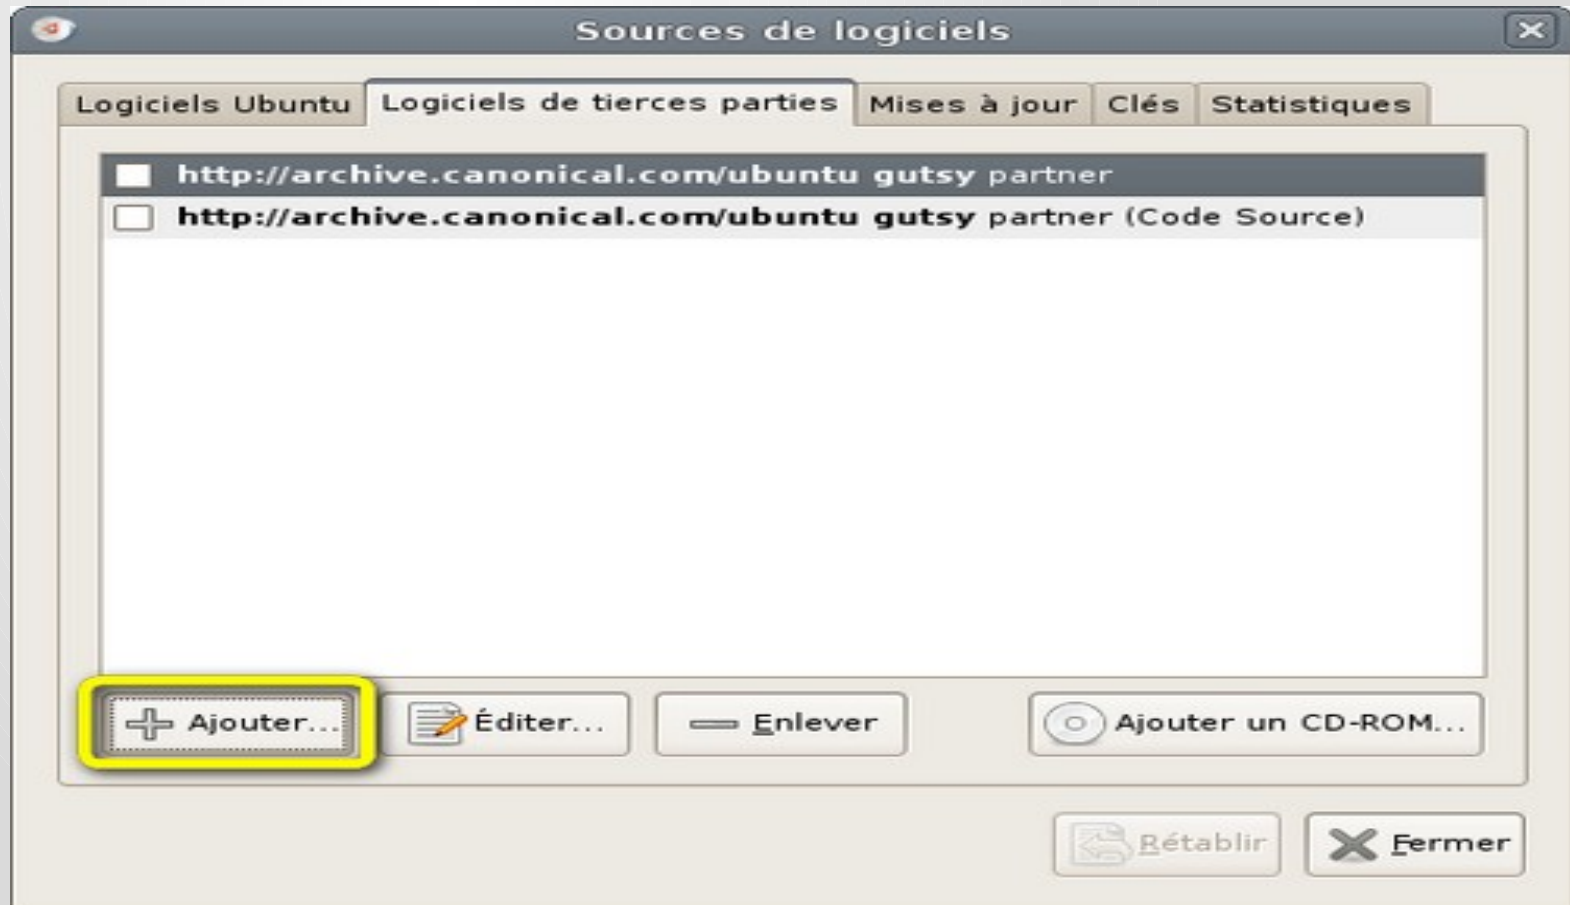 Sources de logiciels
Logiciels Ubuntu Logiciels de tierces parties Mises à jour Clés Statistiques
http://archive.canonical.com/ubuntu gutsy partner
http://archive.canonical.com/ubuntu gutsy partner (Code Source)
Ajouter... Éditer... Enlever Ajouter un CD-ROM...
Rétablir Fermer